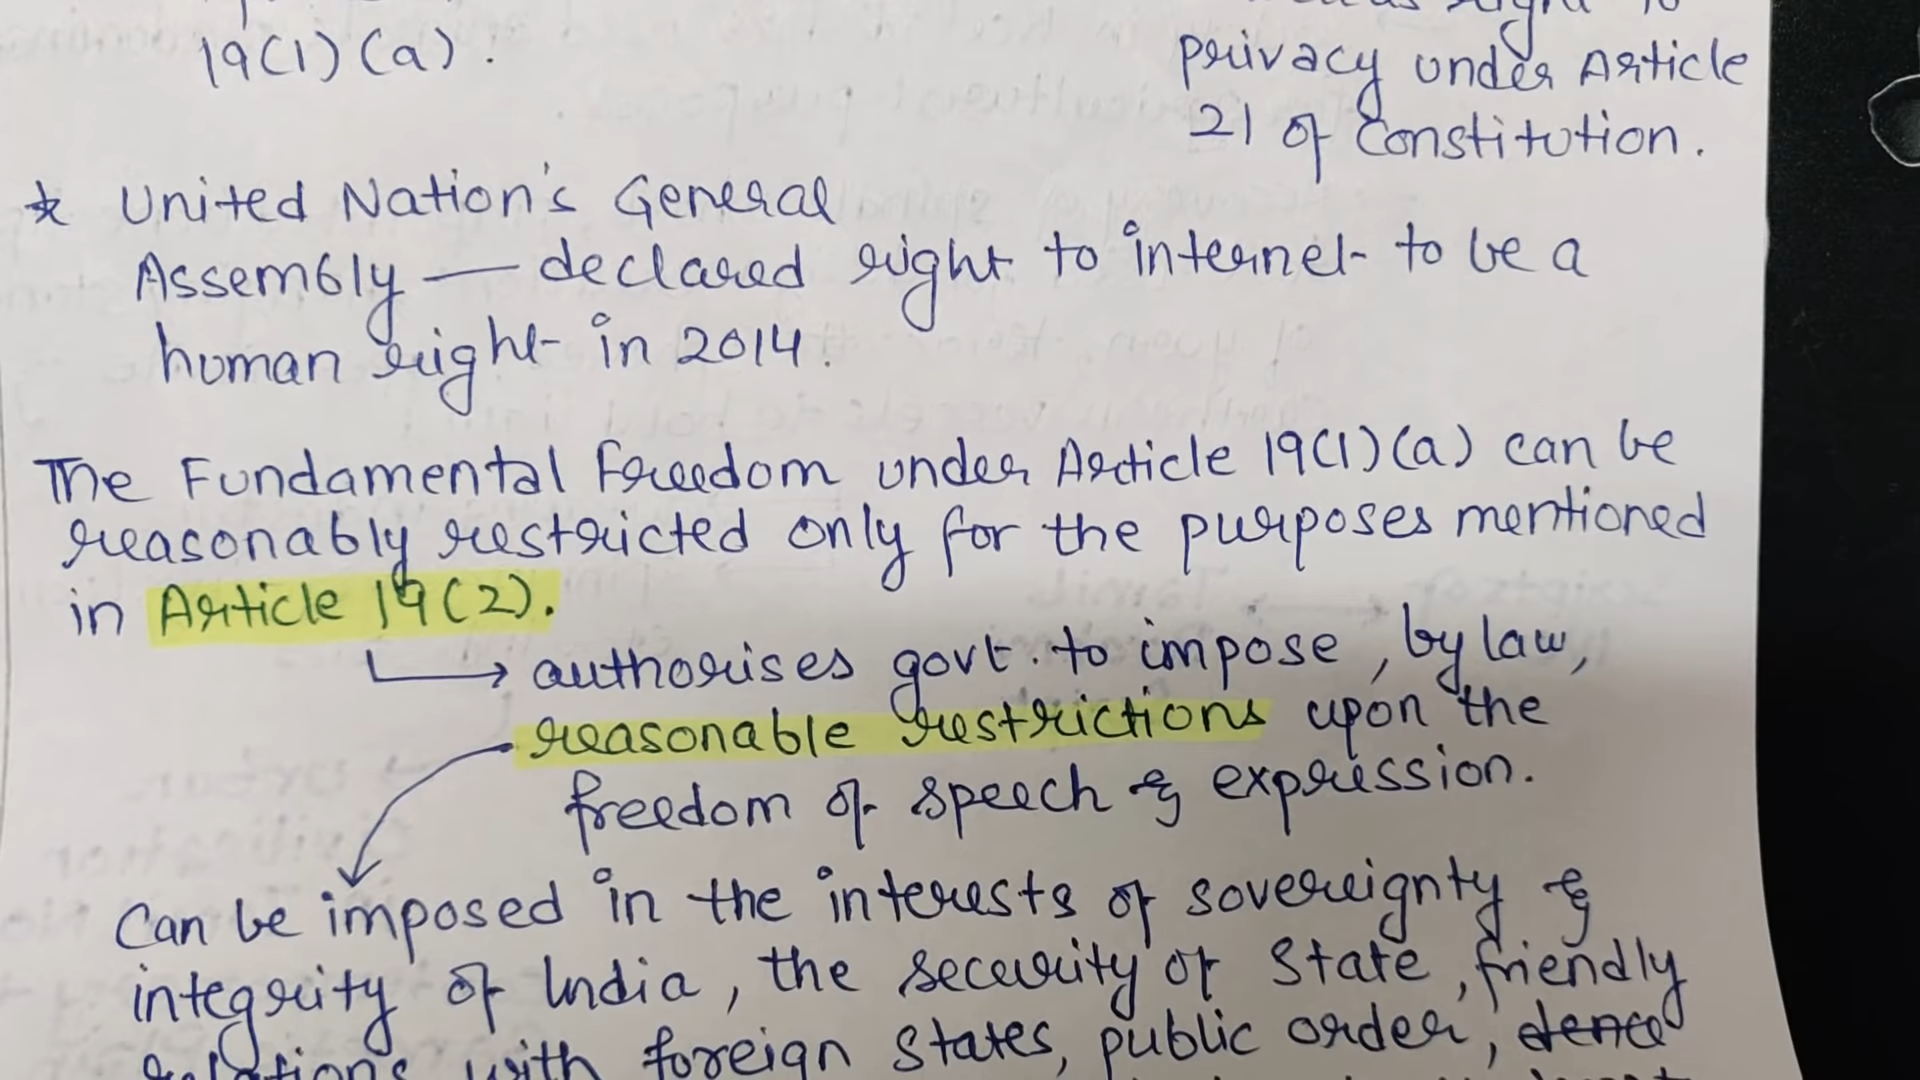 19(1)(a).
right to
privacy under Article
21 of Constitution.
* United Nation's General
Assembly — declared right to internet to be a
human right in 2014.
The Fundamental freedom under Article 19(1)(a) can be
reasonably restricted only for the purposes mentioned
in Article 19(2).
→ authorises govt. to impose, by law,
reasonable restrictions upon the
freedom of speech & expression.
Can be imposed in the interests of sovereignty &
integrity of India, the security of State, friendly
relations with foreign states, public order,